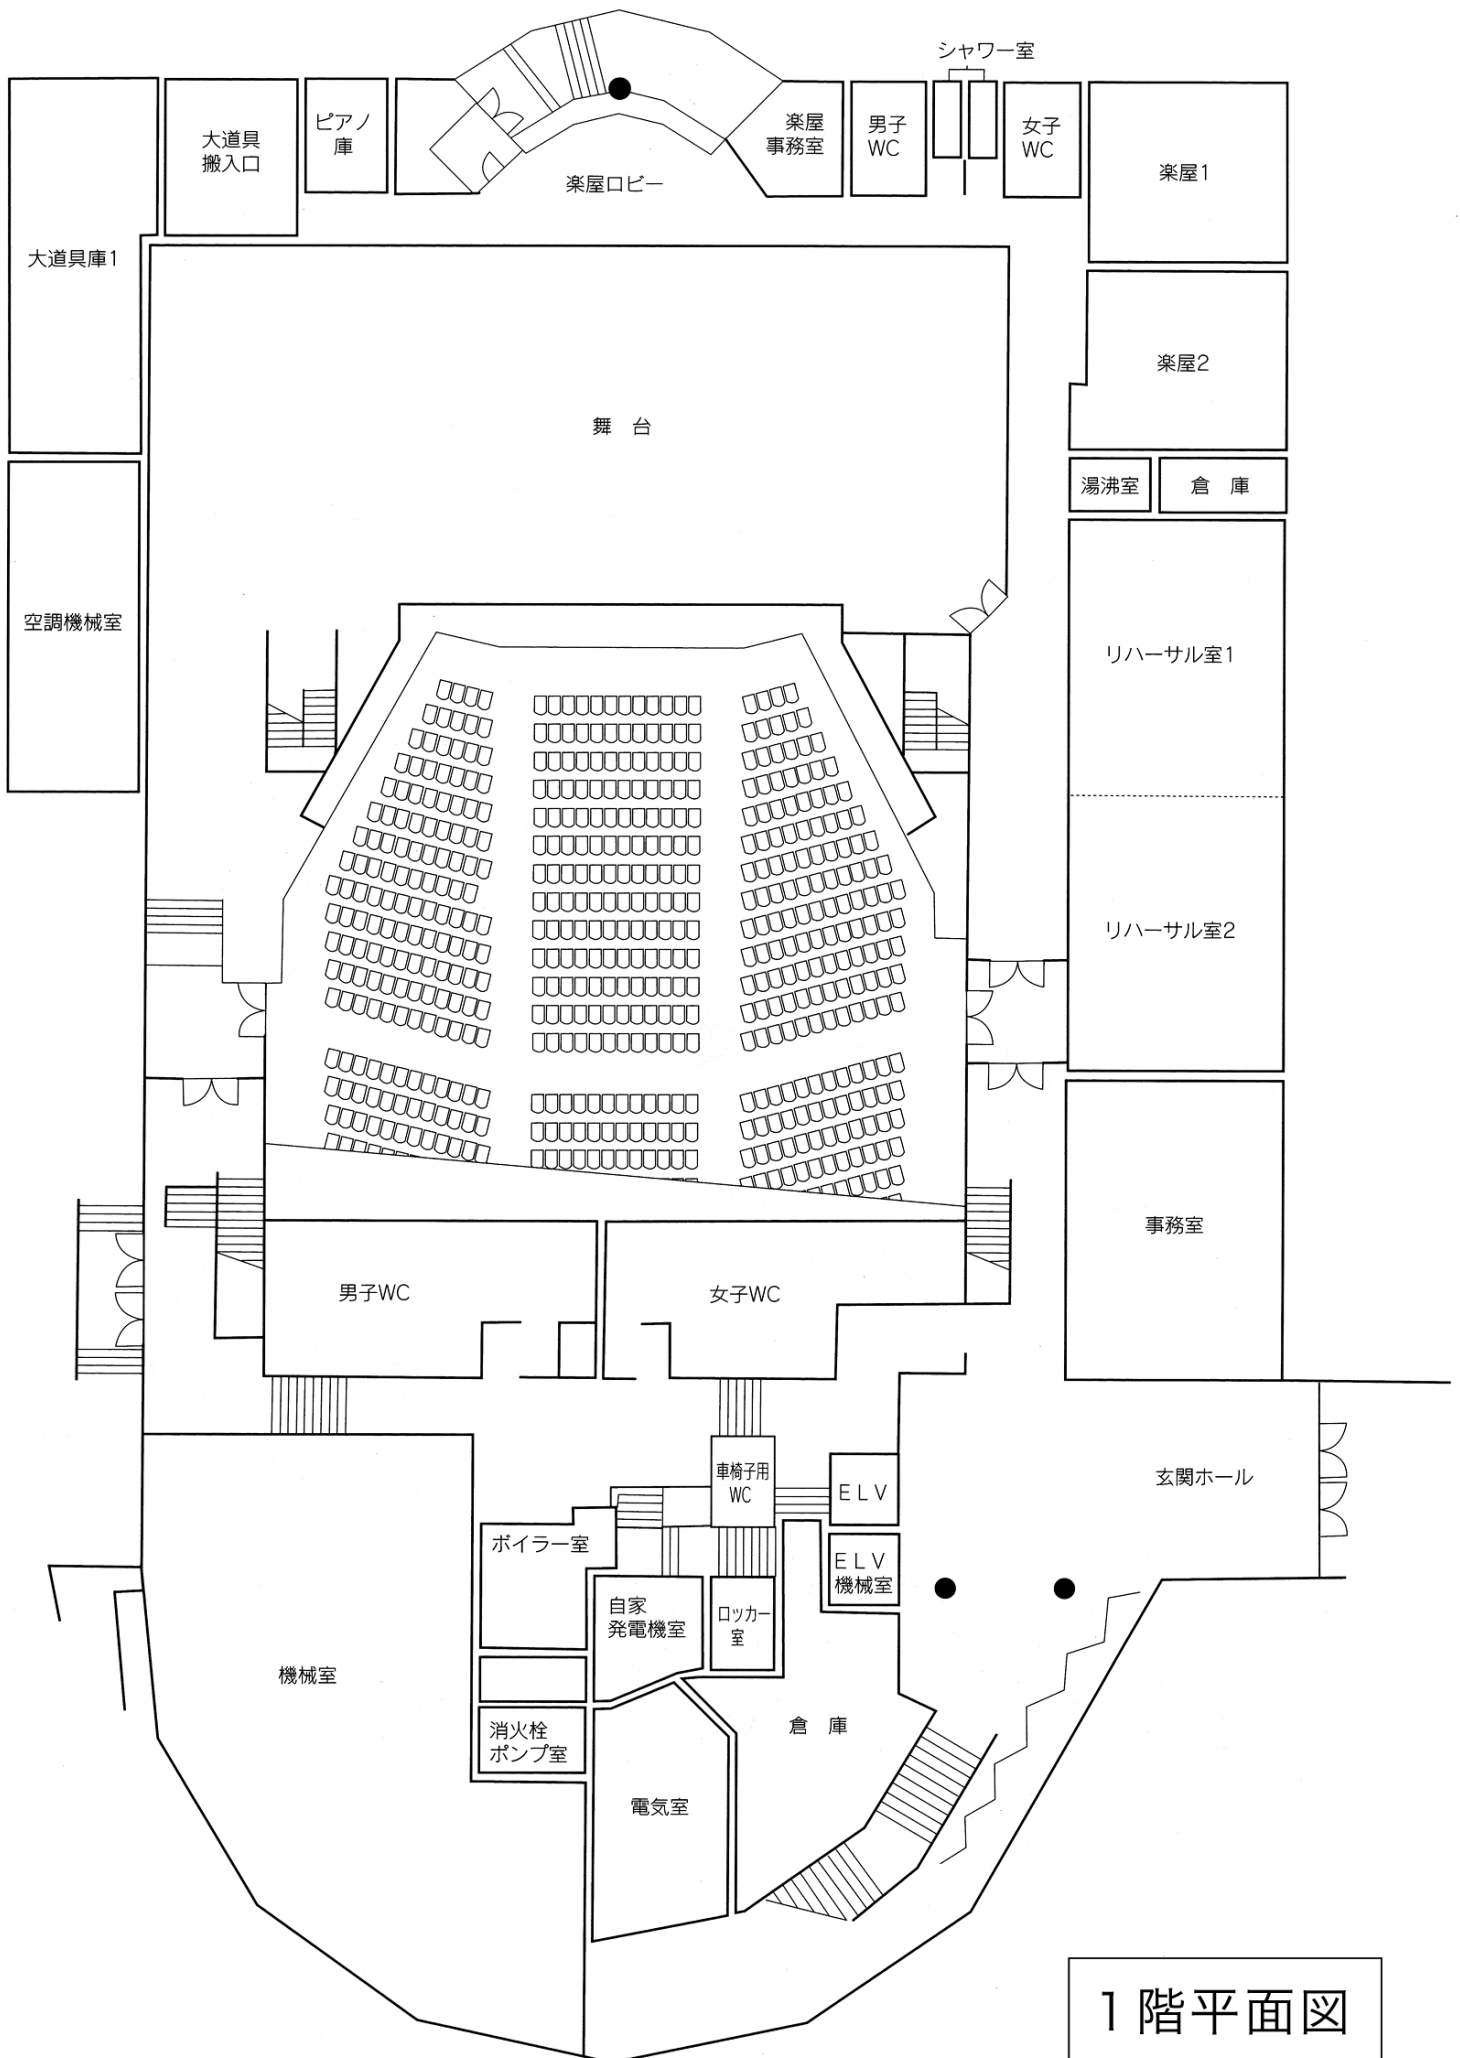 シャワー室
大道具
搬入口
ピアノ
庫
楽屋
事務室
男子
WC
女子
WC
楽屋1
楽屋ロビー
大道具庫1
楽屋2
舞 台
湯沸室
倉 庫
空調機械室
リハーサル室1
リハーサル室2
事務室
男子WC
女子WC
車椅子用
WC
ELV
玄関ホール
ボイラー室
ELV
機械室
自家
発電機室
ロッカー
室
機械室
消火栓
ポンプ室
倉 庫
電気室
1階平面図